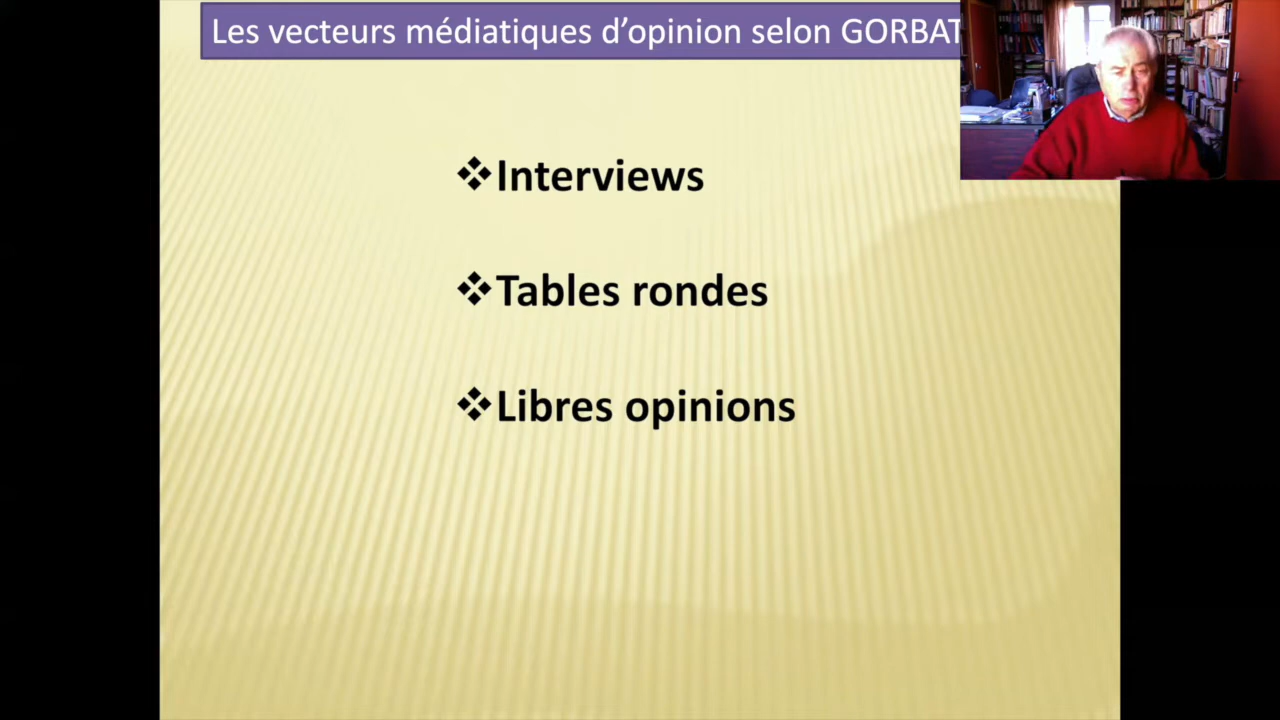 Les vecteurs médiatiques d’opinion selon
❖Interviews
❖Tables rondes
❖Libres opinions